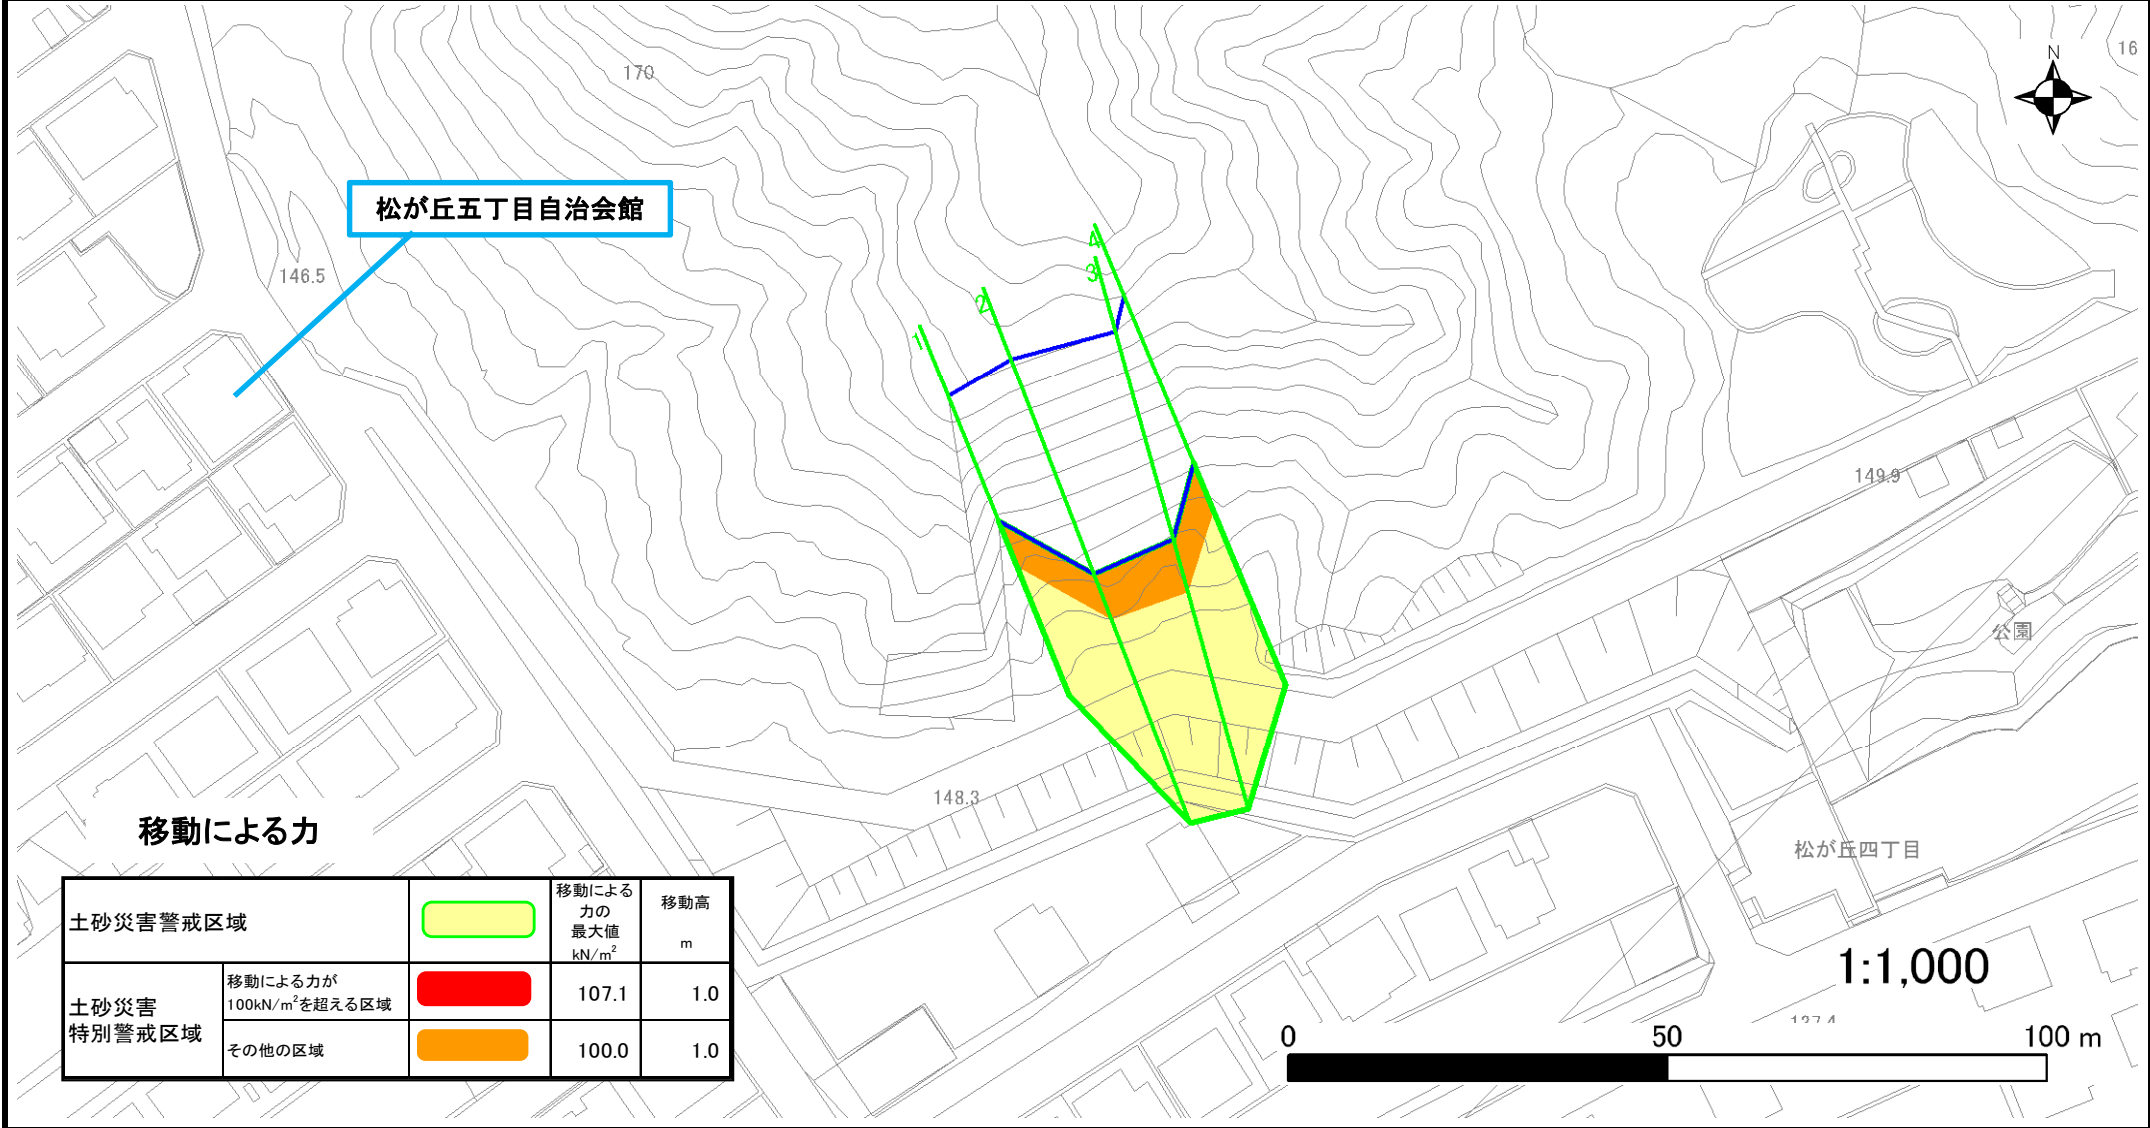 170
N
16
松が丘五丁目自治会館
146.5
4
3
2
1
149.9
公園
148.3
松が丘四丁目
移動による力
土砂災害警戒区域
移動による
力の
最大値
kN/m²
移動高
m
土砂災害
特別警戒区域
移動による力が
100kN/m²を超える区域
107.1
1.0
その他の区域
100.0
1.0
1:1,000
137.4
0
50
100 m